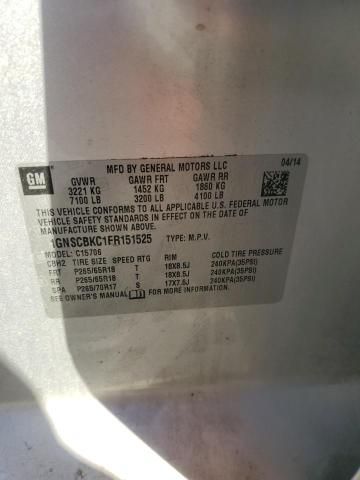 GM
MFD BY GENERAL MOTORS LLC 04/14
GVWR GAWR FRT GAWR RR
3221 KG 1452 KG 1860 KG
7100 LB 3200 LB 4100 LB
THIS VEHICLE CONFORMS TO ALL APPLICABLE U.S. FEDERAL MOTOR
VEHICLE SAFETY STANDARDS IN EFFECT ON THE DATE OF
MANUFACTURE SHOWN ABOVE.
1GNSCBKC1FR151525 TYPE: M.P.V.
MODEL: C15706
CBH2 TIRE SIZE SPEED RTG RIM COLD TIRE PRESSURE
FRT P265/65R18 T 18X8.5J 240KPA(35PSI)
RR P265/65R18 T 18X8.5J 240KPA(35PSI)
SPA P265/70R17 S 17X7.5J 240KPA(35PSI)
SEE OWNER'S MANUAL FOR MORE INFORMATION.